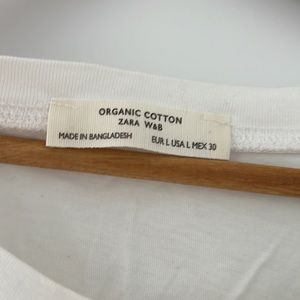 ORGANIC COTTON
ZARA W&B
MADE IN BANGLADESH EUR L USA L MEX 30